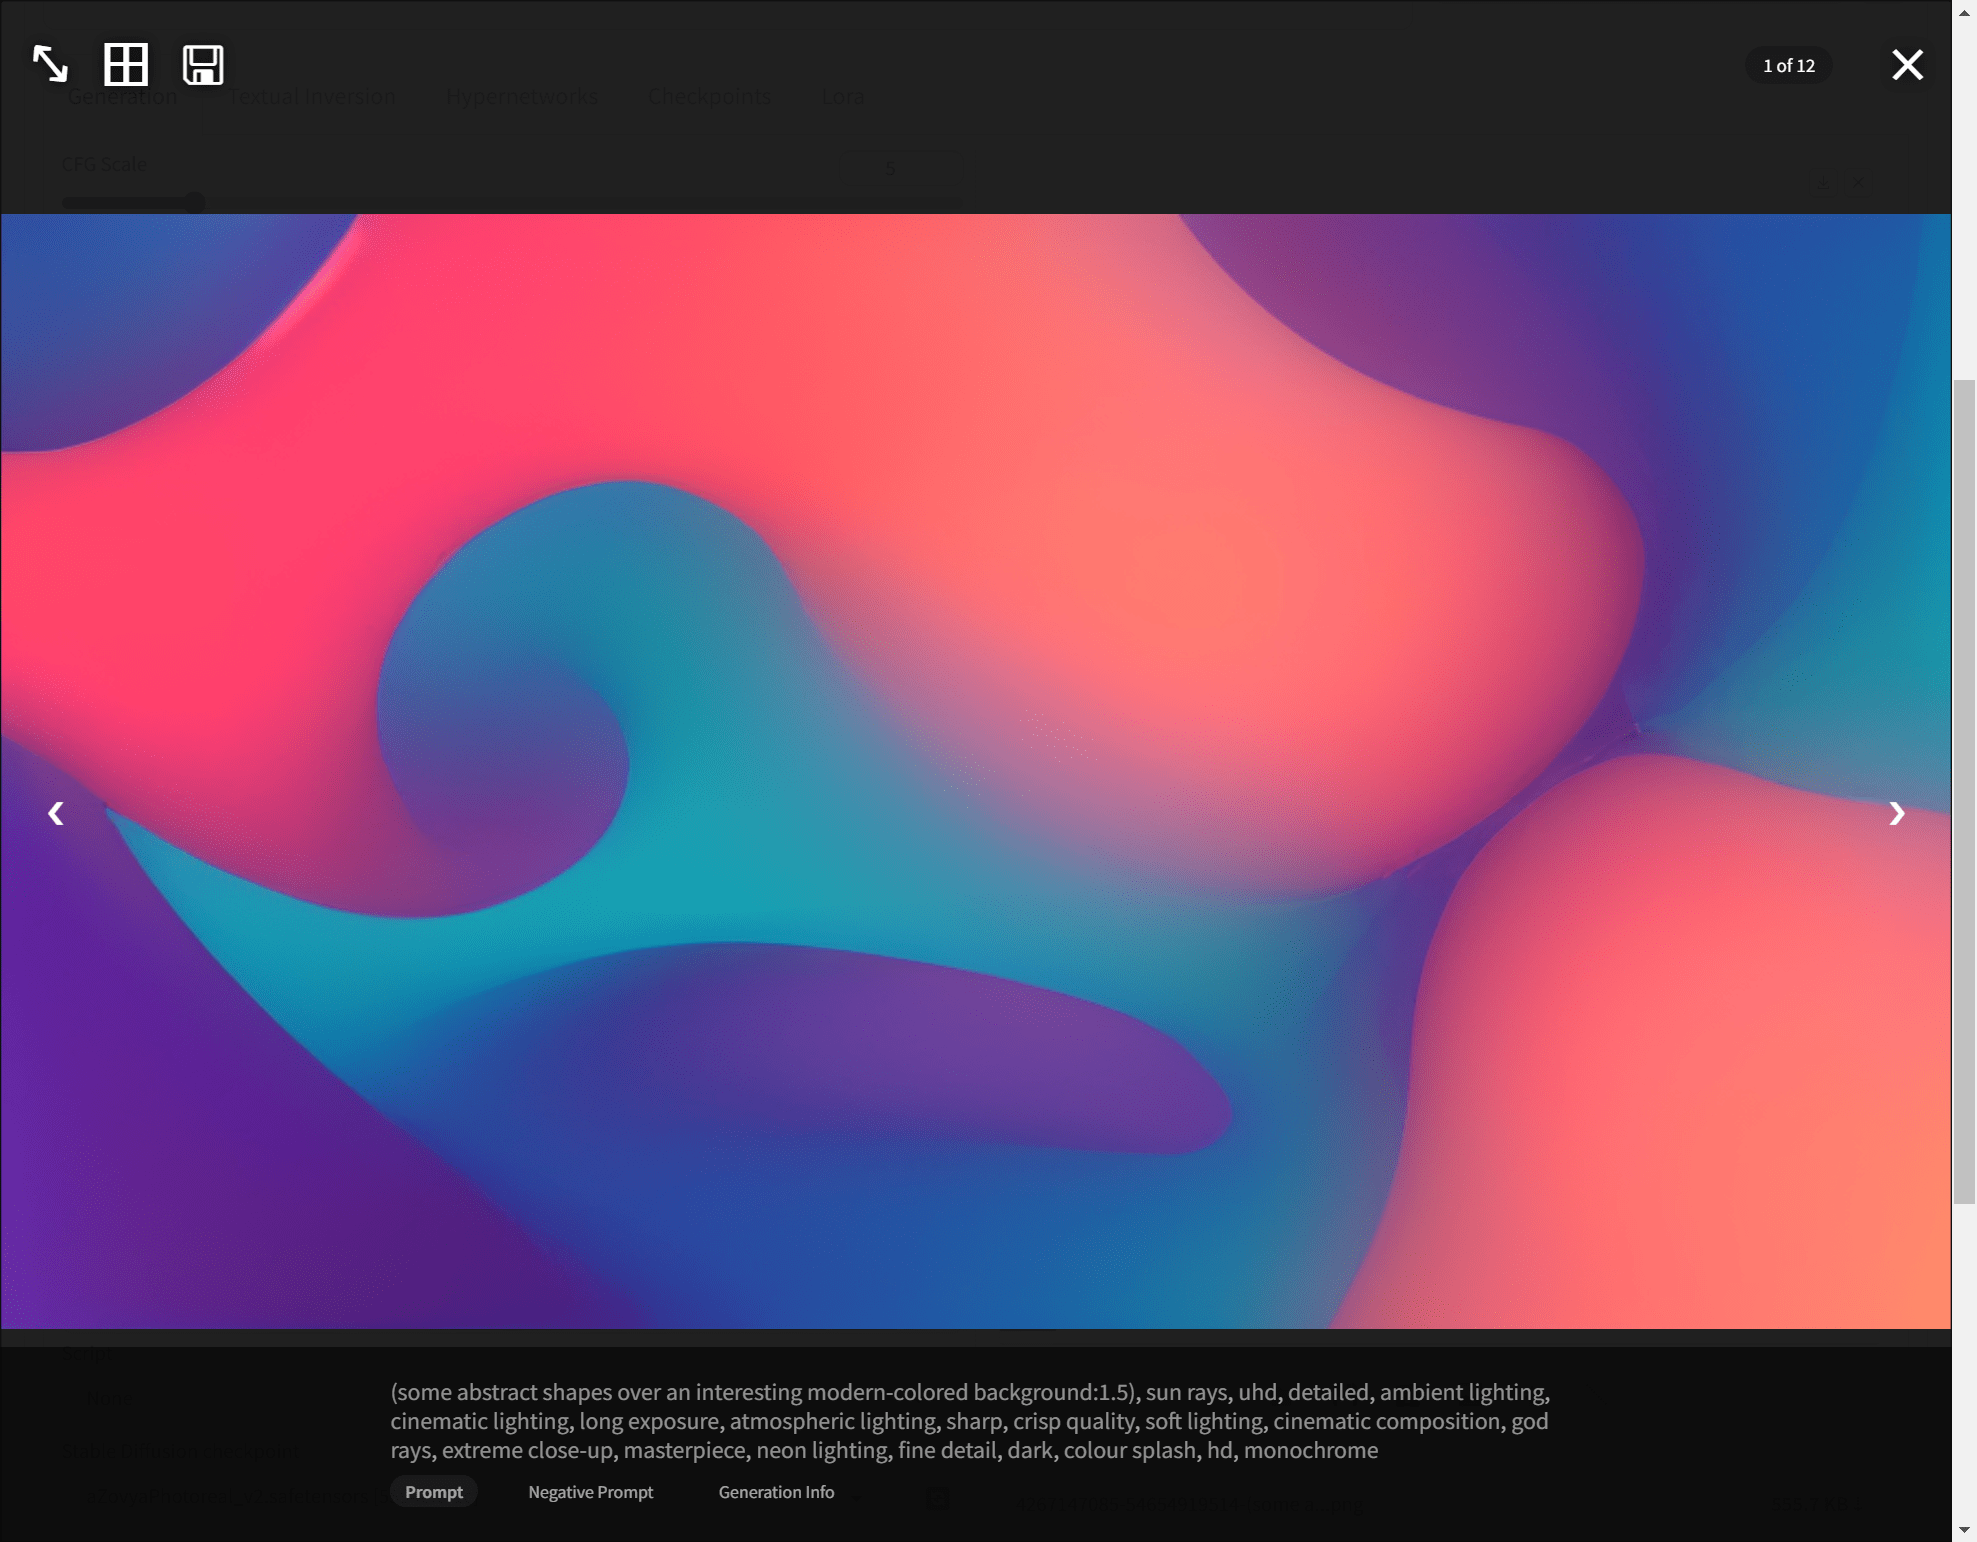 1 of 12
Generation Textual Inversion Hypernetworks Checkpoints Lora
CFG Scale 5
(some abstract shapes over an interesting modern-colored background:1.5), sun rays, uhd, detailed, ambient lighting,
cinematic lighting, long exposure, atmospheric lighting, sharp, crisp quality, soft lighting, cinematic composition, god
rays, extreme close-up, masterpiece, neon lighting, fine detail, dark, colour splash, hd, monochrome
Prompt Negative Prompt Generation Info